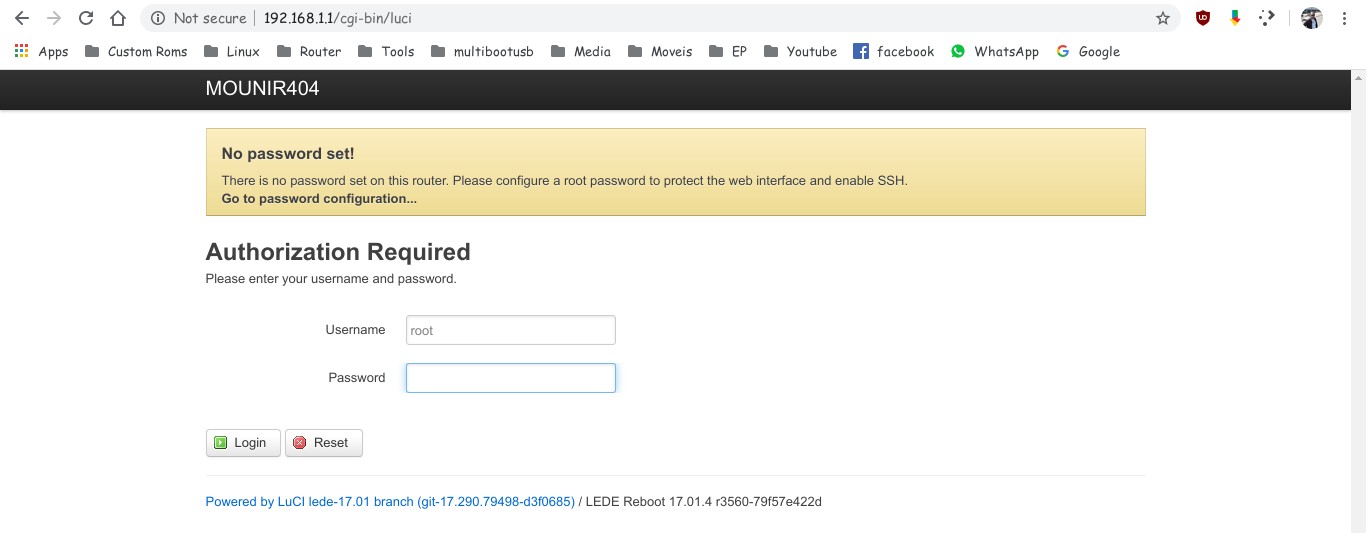 Not secure | 192.168.1.1/cgi-bin/luci
Apps Custom Roms Linux Router Tools multibootusb Media Moveis EP Youtube facebook WhatsApp Google
MOUNIR404
No password set!
There is no password set on this router. Please configure a root password to protect the web interface and enable SSH.
Go to password configuration...
Authorization Required
Please enter your username and password.
Username root
Password
Login Reset
Powered by LuCI lede-17.01 branch (git-17.290.79498-d3f0685) / LEDE Reboot 17.01.4 r3560-79f57e422d